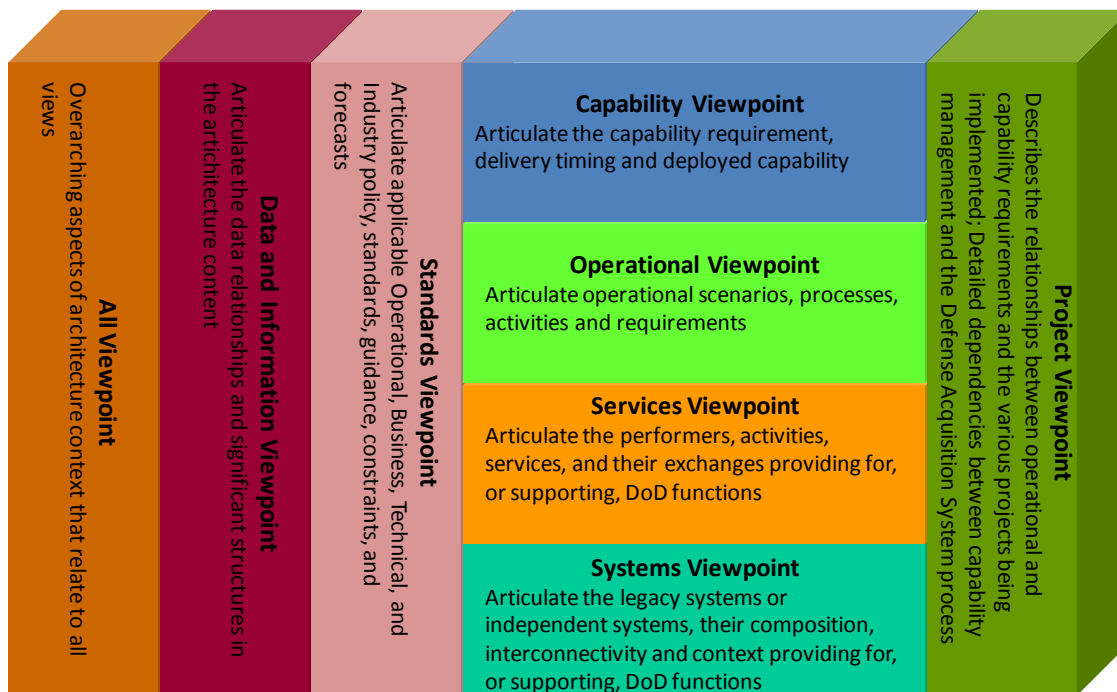 All Viewpoint
Overarching aspects of architecture context that relate to all
views
Data and Information Viewpoint
Articulate the data relationships and significant structures in
the artichitecture content
Standards Viewpoint
Articulate applicable Operational, Business, Technical, and
Industry policy, standards, guidance, constraints, and
forecasts
Capability Viewpoint
Articulate the capability requirement,
delivery timing and deployed capability
Operational Viewpoint
Articulate operational scenarios, processes,
activities and requirements
Services Viewpoint
Articulate the performers, activities,
services, and their exchanges providing for,
or supporting, DoD functions
Systems Viewpoint
Articulate the legacy systems or
independent systems, their composition,
interconnectivity and context providing for,
or supporting, DoD functions
Project Viewpoint
Describes the relationships between operational and
capability requirements and the various projects being
implemented; Detailed dependencies between capability
management and the Defense Acquisition System process